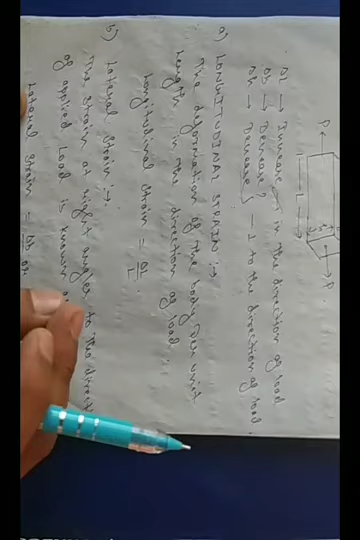 P P
L
δl → Increase } in the direction of load
δb → Decrease }
δt → Decrease } – ⊥ to the direction of load.
a) LONGITUDINAL STRAIN :→
The deformation of the body per unit
length in the direction of load.
Longitudinal strain = δl/L
b) Lateral strain :→
The strain at right angles to the direct
of applied load is known
Lateral strain = δb or